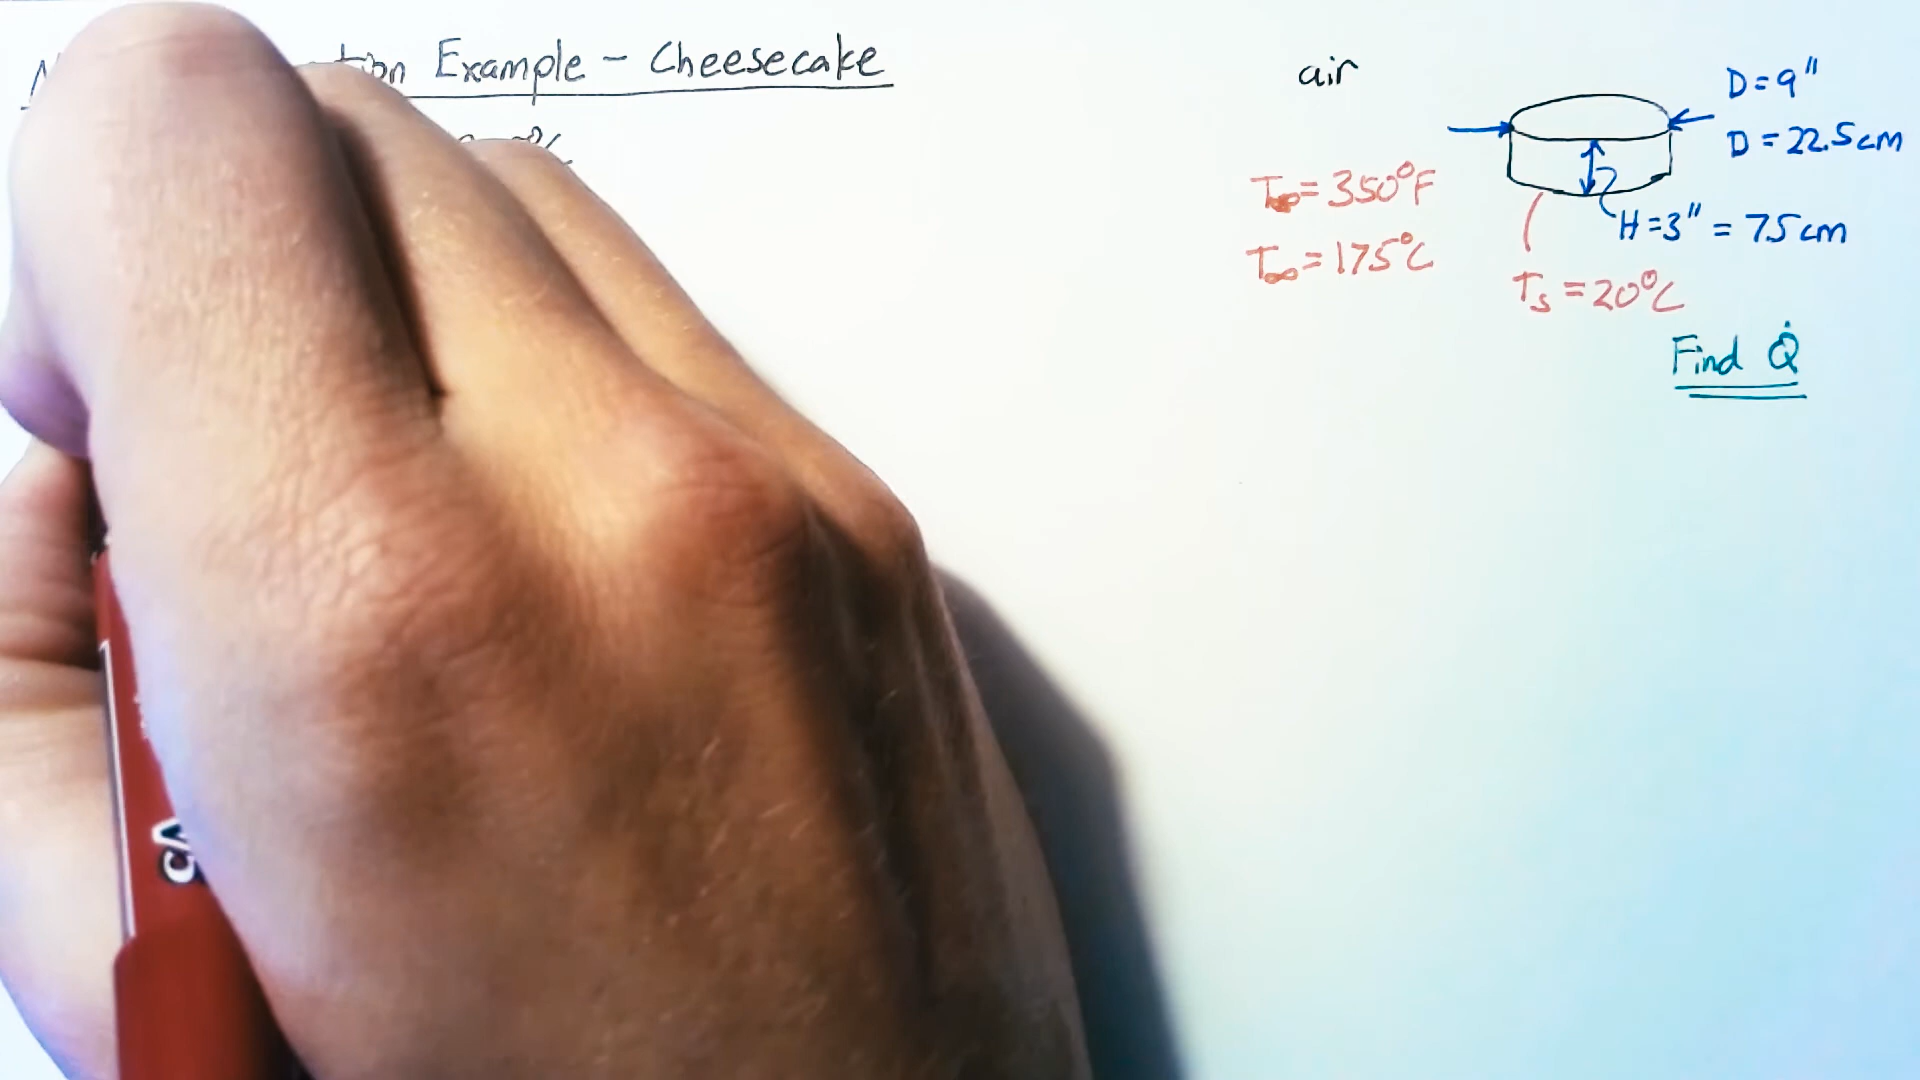 Example - Cheesecake
air
D = 9"
D = 22.5cm
T∞ = 350°F
H = 3" = 7.5cm
T∞ = 175°C
Ts = 20°C
Find Q̇